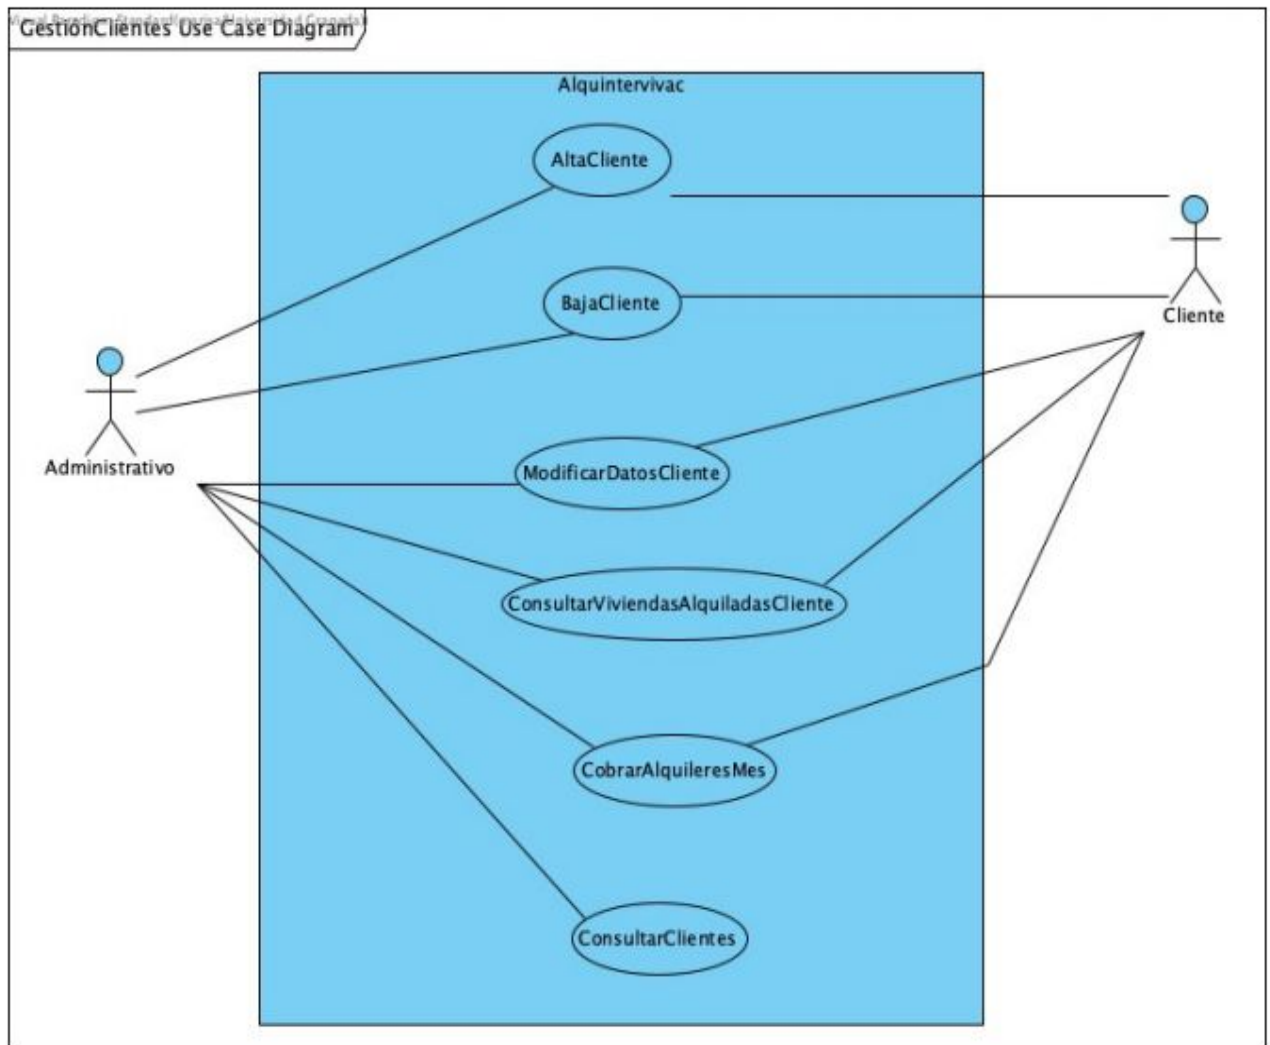 GestionClientes Use Case Diagram
Alquintervivac
AltaCliente
BajaCliente
Cliente
Administrativo
ModificarDatosCliente
ConsultarViviendasAlquiladasCliente
CobrarAlquileresMes
ConsultarClientes